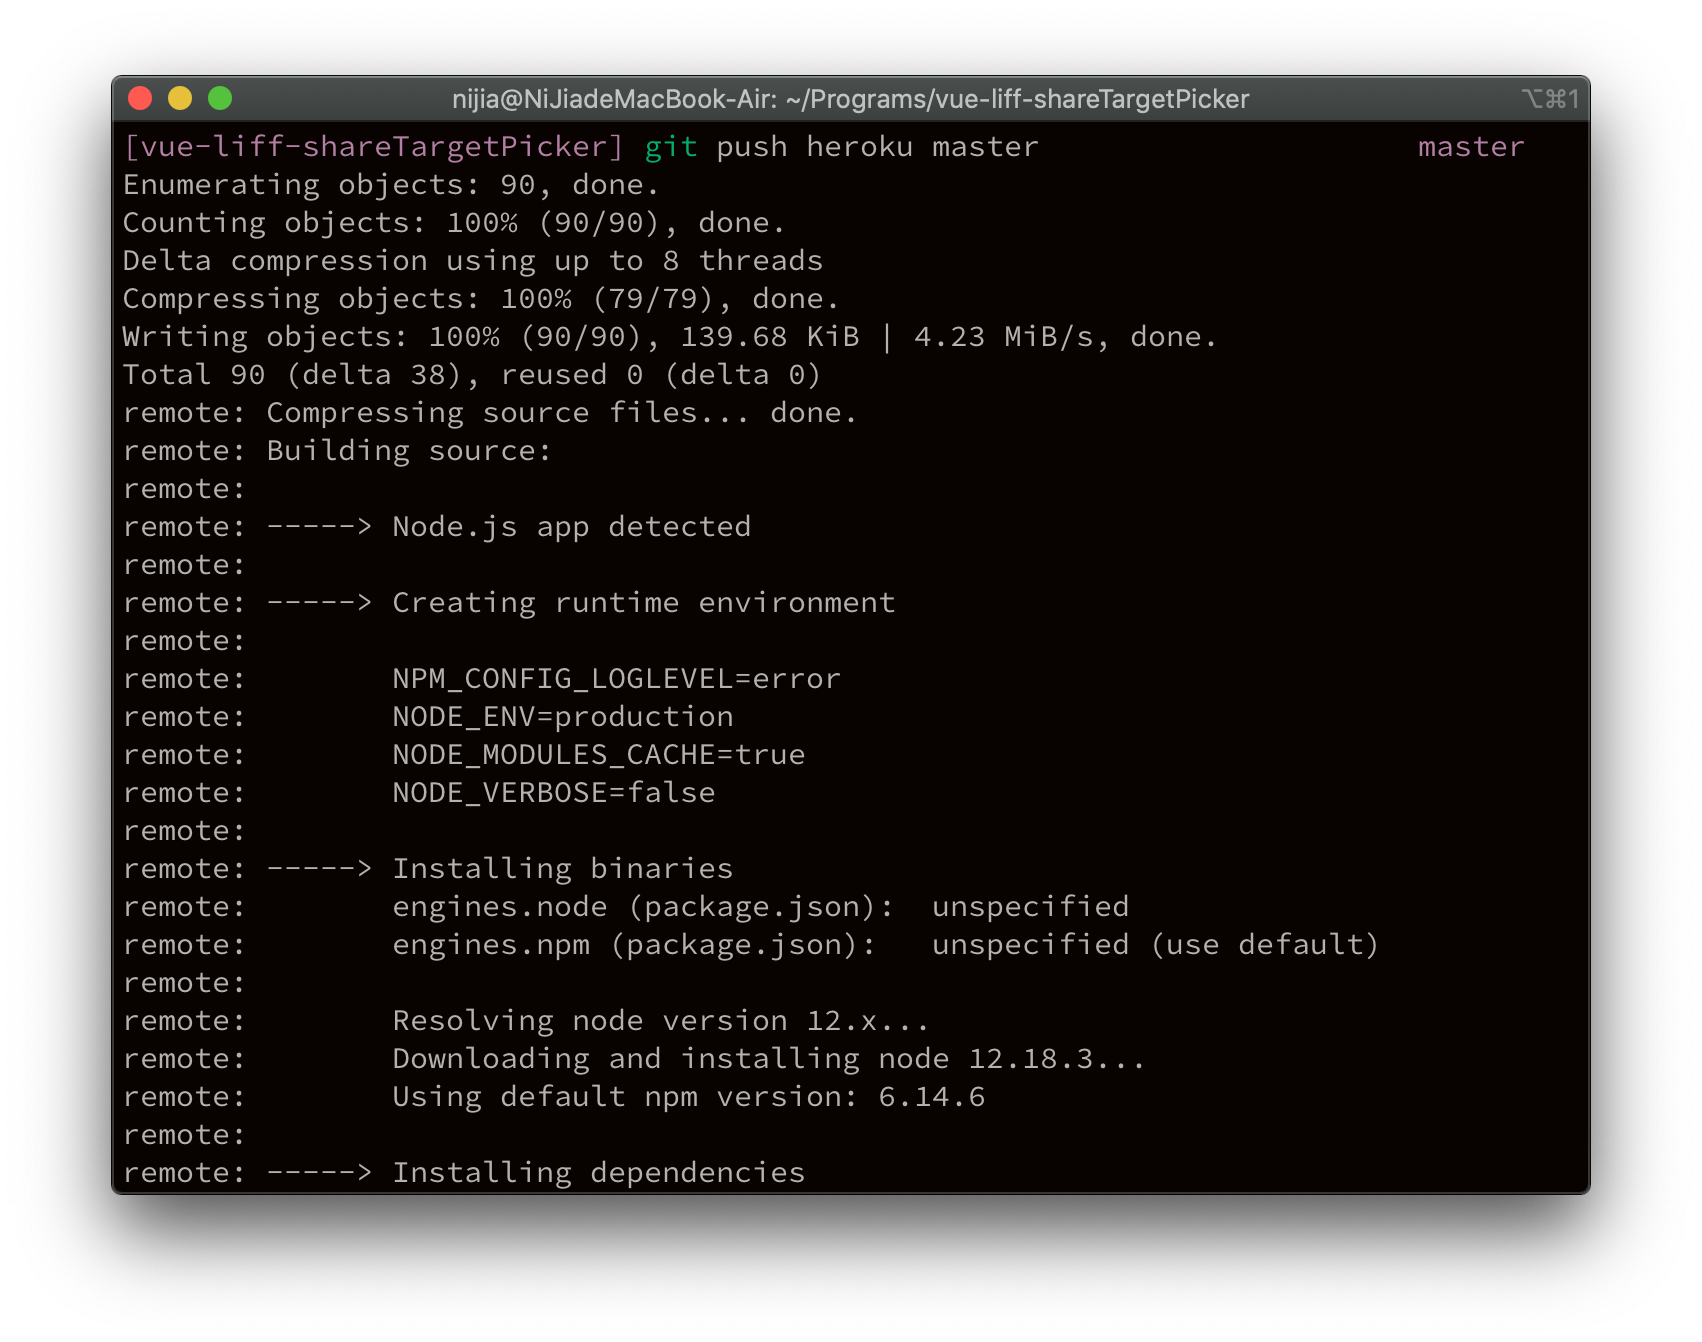 nijia@NiJiadeMacBook-Air: ~/Programs/vue-liff-shareTargetPicker ⌥⌘1
[vue-liff-shareTargetPicker] git push heroku master master
Enumerating objects: 90, done.
Counting objects: 100% (90/90), done.
Delta compression using up to 8 threads
Compressing objects: 100% (79/79), done.
Writing objects: 100% (90/90), 139.68 KiB | 4.23 MiB/s, done.
Total 90 (delta 38), reused 0 (delta 0)
remote: Compressing source files... done.
remote: Building source:
remote:
remote: -----> Node.js app detected
remote:
remote: -----> Creating runtime environment
remote:
remote:        NPM_CONFIG_LOGLEVEL=error
remote:        NODE_ENV=production
remote:        NODE_MODULES_CACHE=true
remote:        NODE_VERBOSE=false
remote:
remote: -----> Installing binaries
remote:        engines.node (package.json):  unspecified
remote:        engines.npm (package.json):   unspecified (use default)
remote:
remote:        Resolving node version 12.x...
remote:        Downloading and installing node 12.18.3...
remote:        Using default npm version: 6.14.6
remote:
remote: -----> Installing dependencies